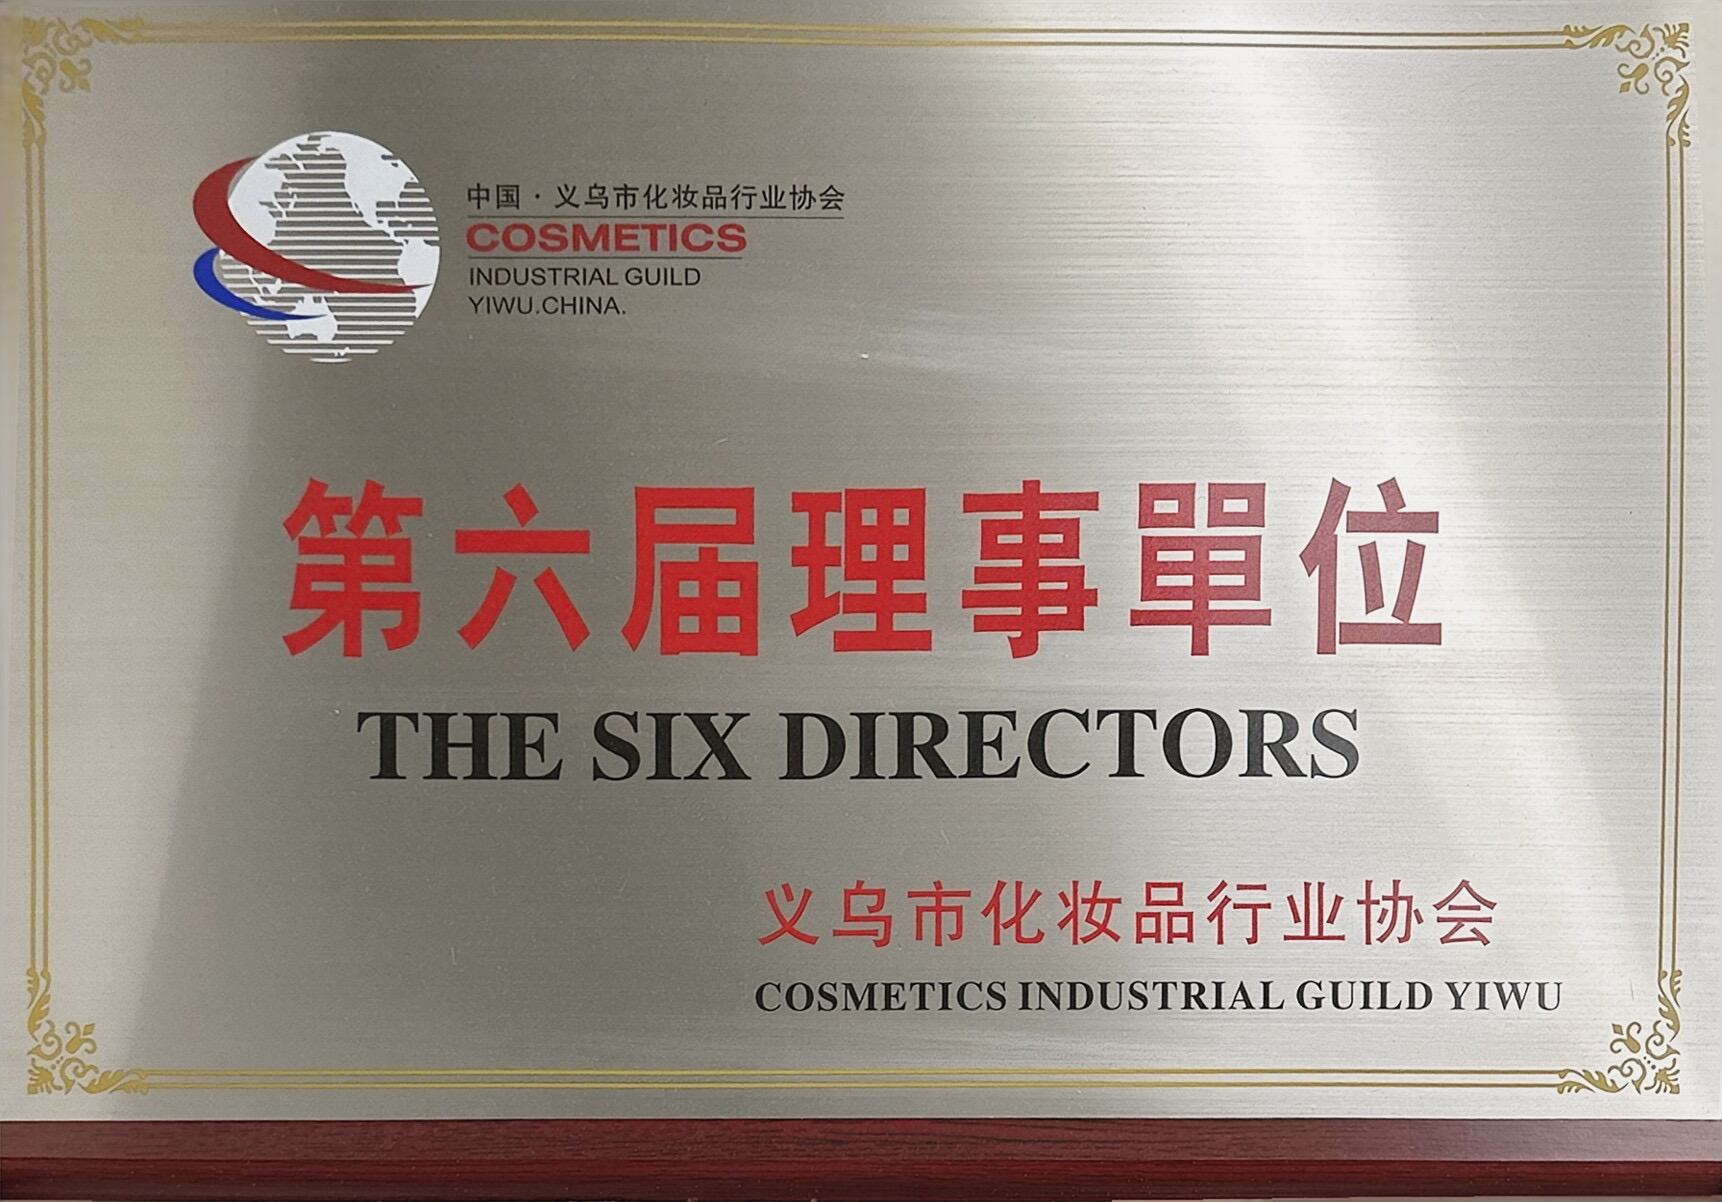 中国·义乌市化妆品行业协会
COSMETICS
INDUSTRIAL GUILD
YIWU.CHINA.
第六届理事單位
THE SIX DIRECTORS
义乌市化妆品行业协会
COSMETICS INDUSTRIAL GUILD YIWU